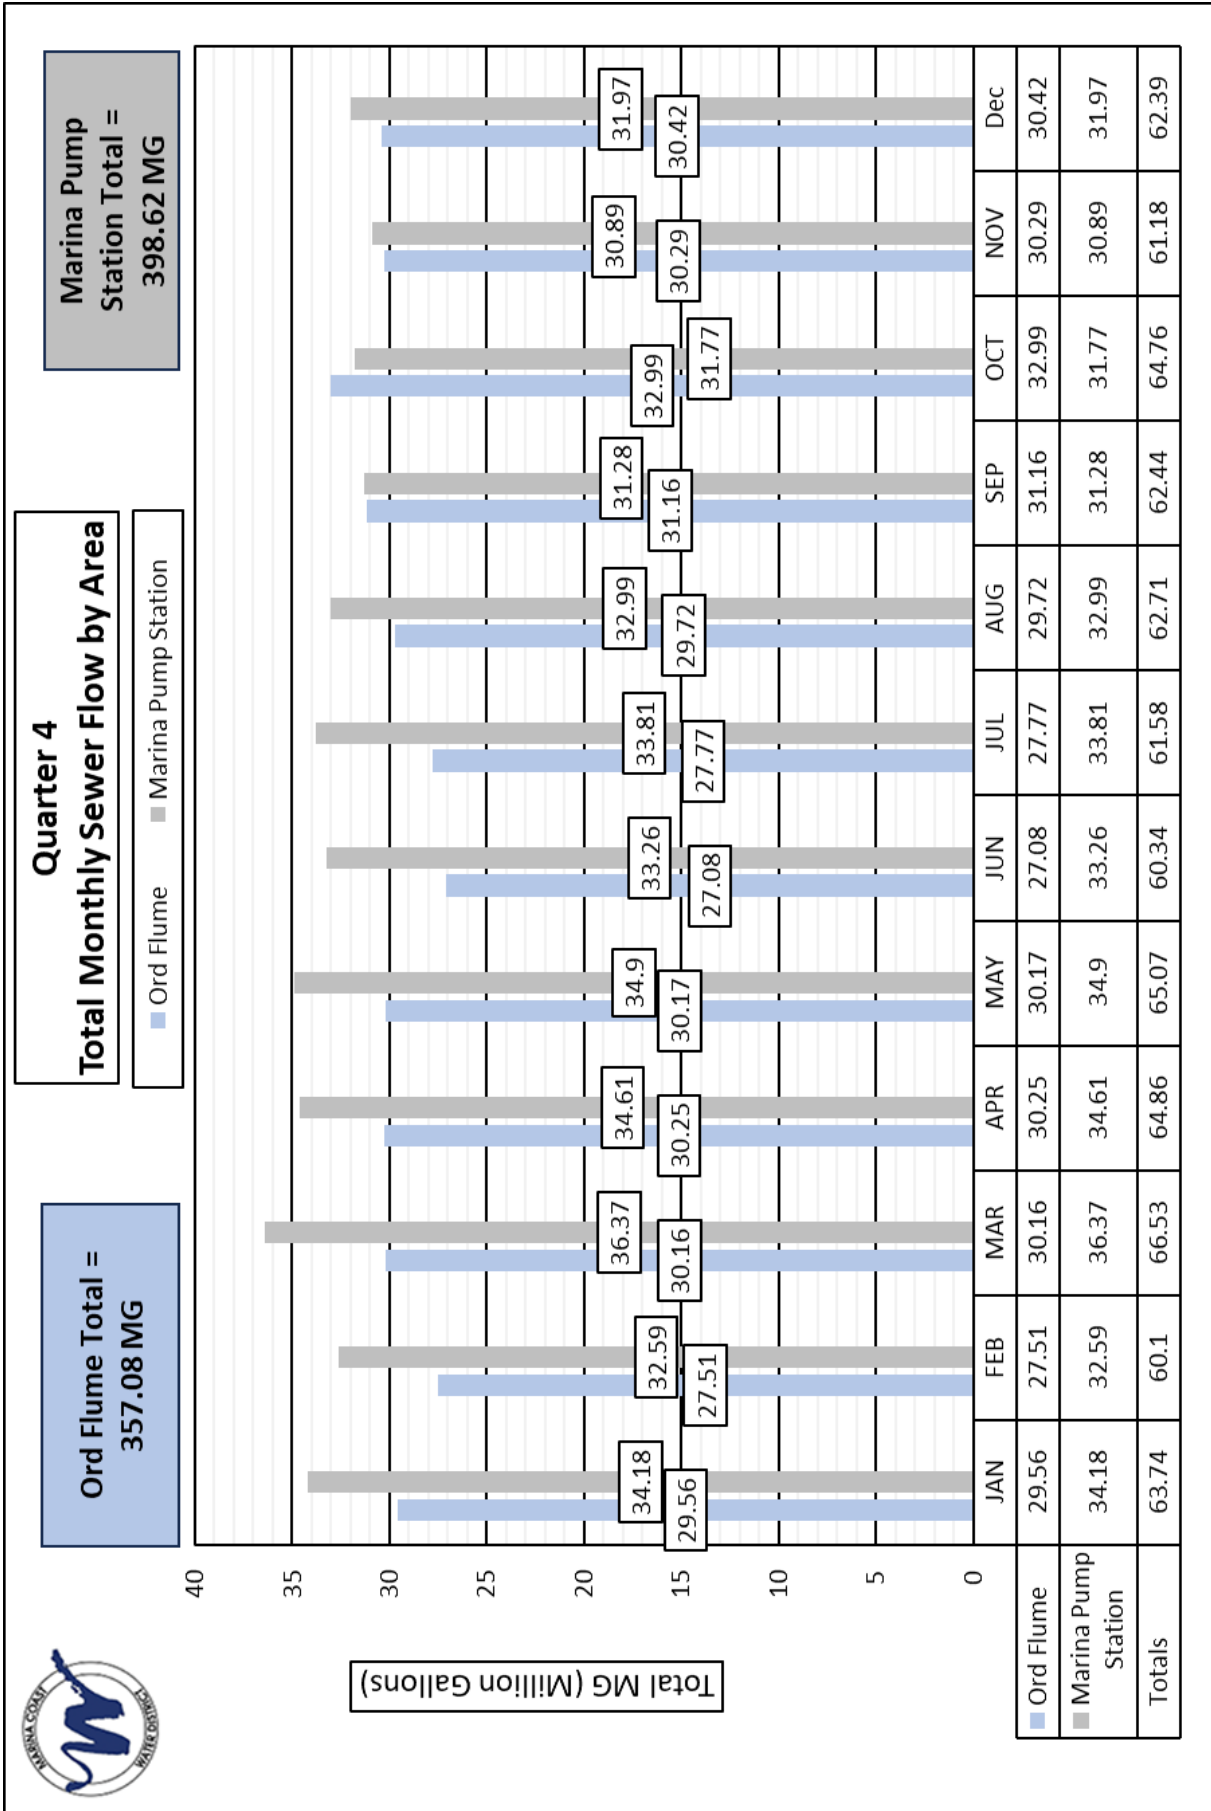 MARINA COAST
WATER DISTRICT
Ord Flume Total =
357.08 MG
Quarter 4
Total Monthly Sewer Flow by Area
Ord Flume Marina Pump Station
Marina Pump
Station Total =
398.62 MG
Total MG (Million Gallons)
40
35
30
25
20
15
10
5
0
34.18
29.56
32.59
27.51
36.37
30.16
34.61
30.25
34.9
30.17
33.26
27.08
33.81
27.77
32.99
29.72
31.28
31.16
32.99
31.77
30.89
30.29
31.97
30.42
JAN FEB MAR APR MAY JUN JUL AUG SEP OCT NOV Dec
Ord Flume 29.56 27.51 30.16 30.25 30.17 27.08 27.77 29.72 31.16 32.99 30.29 30.42
Marina Pump
Station 34.18 32.59 36.37 34.61 34.9 33.26 33.81 32.99 31.28 31.77 30.89 31.97
Totals 63.74 60.1 66.53 64.86 65.07 60.34 61.58 62.71 62.44 64.76 61.18 62.39